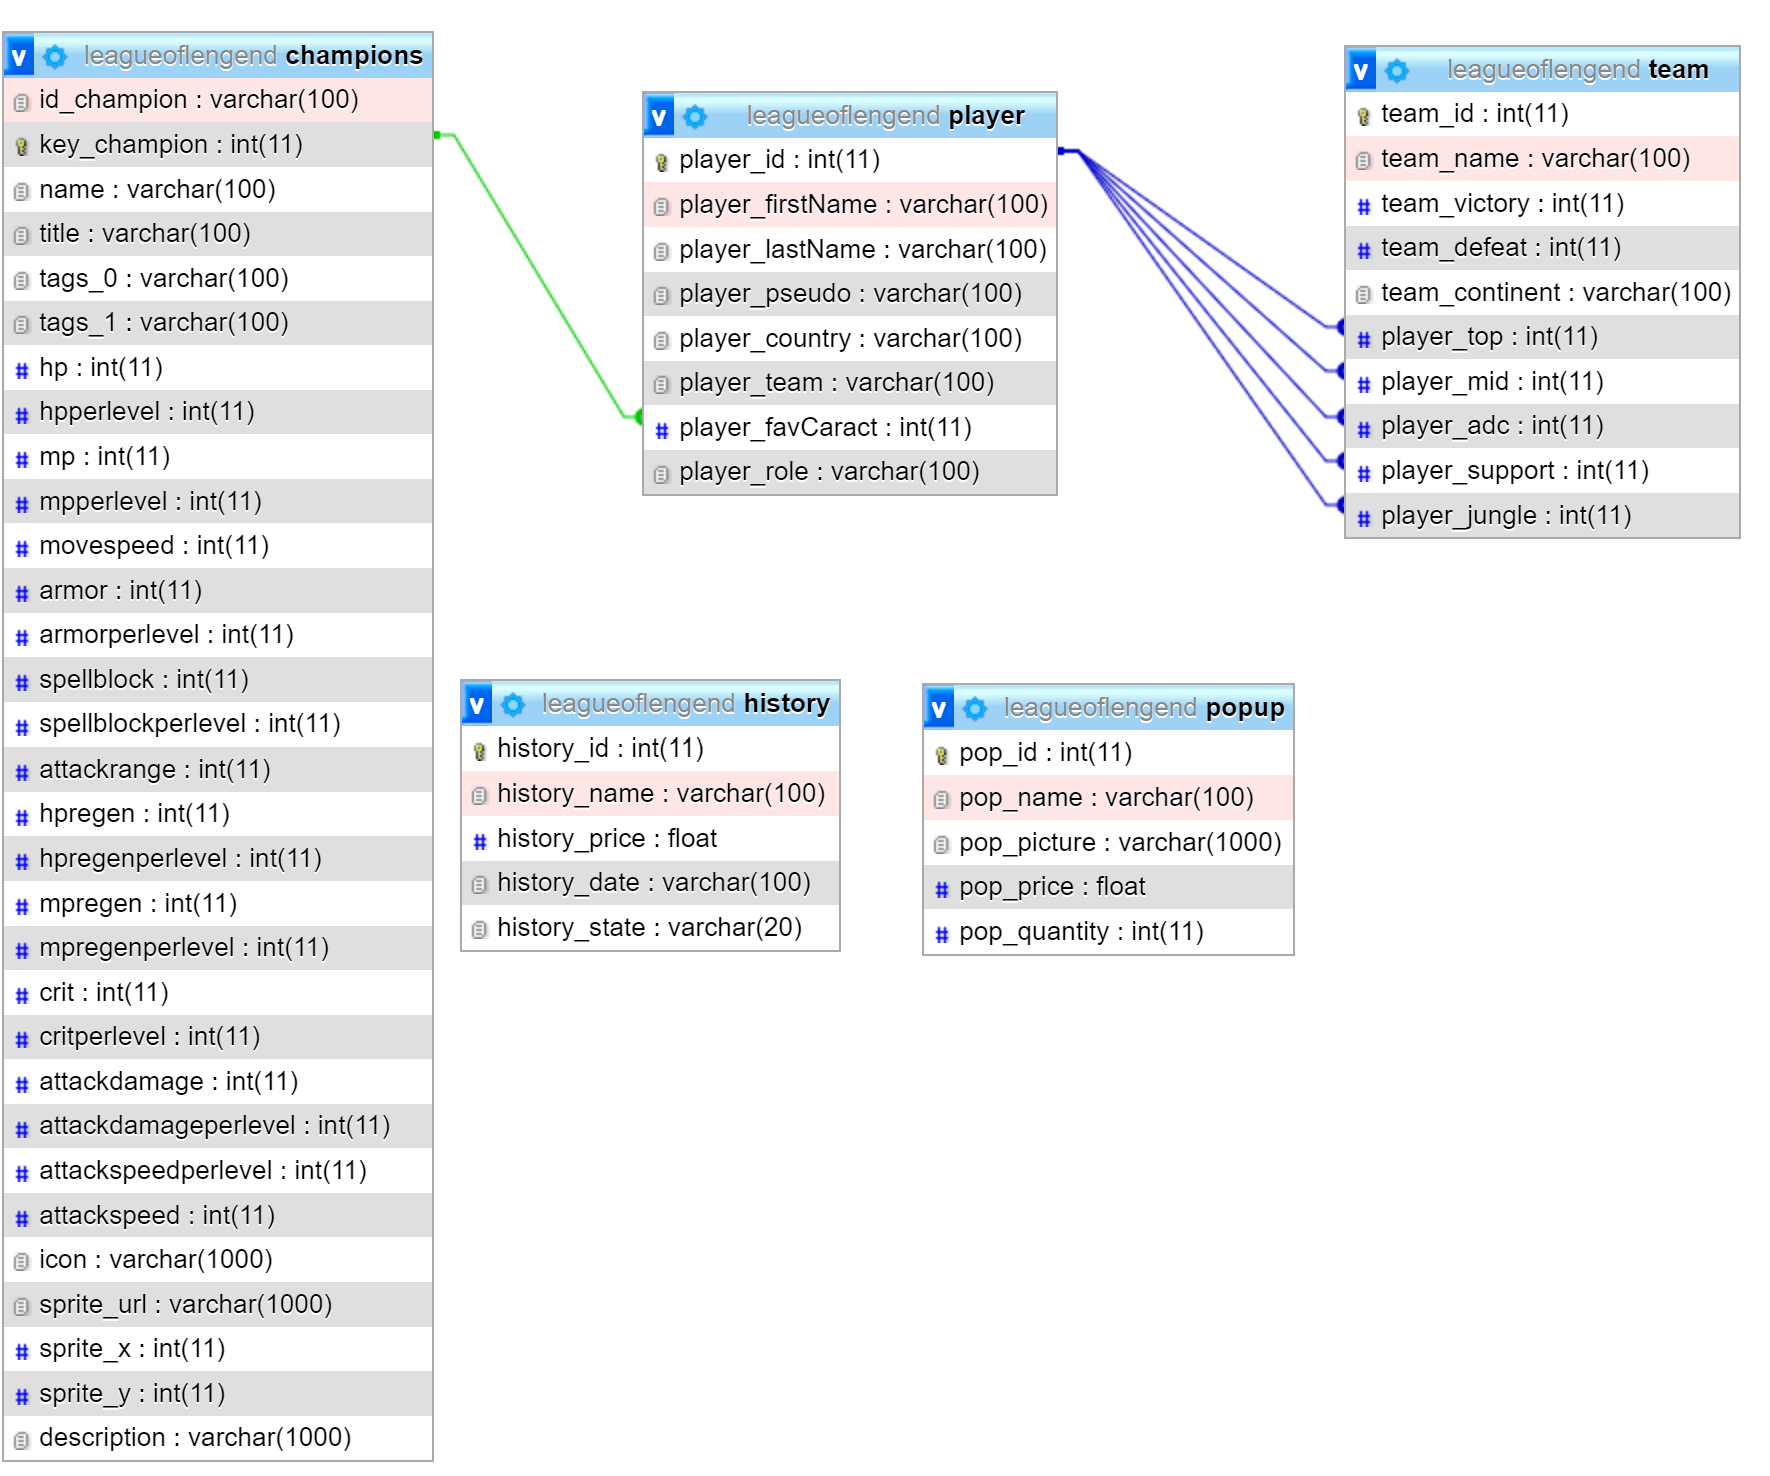 v leagueoflengend champions
id_champion : varchar(100)
key_champion : int(11)
name : varchar(100)
title : varchar(100)
tags_0 : varchar(100)
tags_1 : varchar(100)
# hp : int(11)
# hpperlevel : int(11)
# mp : int(11)
# mpperlevel : int(11)
# movespeed : int(11)
# armor : int(11)
# armorperlevel : int(11)
# spellblock : int(11)
# spellblockperlevel : int(11)
# attackrange : int(11)
# hpregen : int(11)
# hpregenperlevel : int(11)
# mpregen : int(11)
# mpregenperlevel : int(11)
# crit : int(11)
# critperlevel : int(11)
# attackdamage : int(11)
# attackdamageperlevel : int(11)
# attackspeedperlevel : int(11)
# attackspeed : int(11)
icon : varchar(1000)
sprite_url : varchar(1000)
# sprite_x : int(11)
# sprite_y : int(11)
description : varchar(1000)
v leagueoflengend player
player_id : int(11)
player_firstName : varchar(100)
player_lastName : varchar(100)
player_pseudo : varchar(100)
player_country : varchar(100)
player_team : varchar(100)
# player_favCaract : int(11)
player_role : varchar(100)
v leagueoflengend team
team_id : int(11)
team_name : varchar(100)
# team_victory : int(11)
# team_defeat : int(11)
team_continent : varchar(100)
# player_top : int(11)
# player_mid : int(11)
# player_adc : int(11)
# player_support : int(11)
# player_jungle : int(11)
v leagueoflengend history
history_id : int(11)
history_name : varchar(100)
# history_price : float
history_date : varchar(100)
history_state : varchar(20)
v leagueoflengend popup
pop_id : int(11)
pop_name : varchar(100)
pop_picture : varchar(1000)
# pop_price : float
# pop_quantity : int(11)